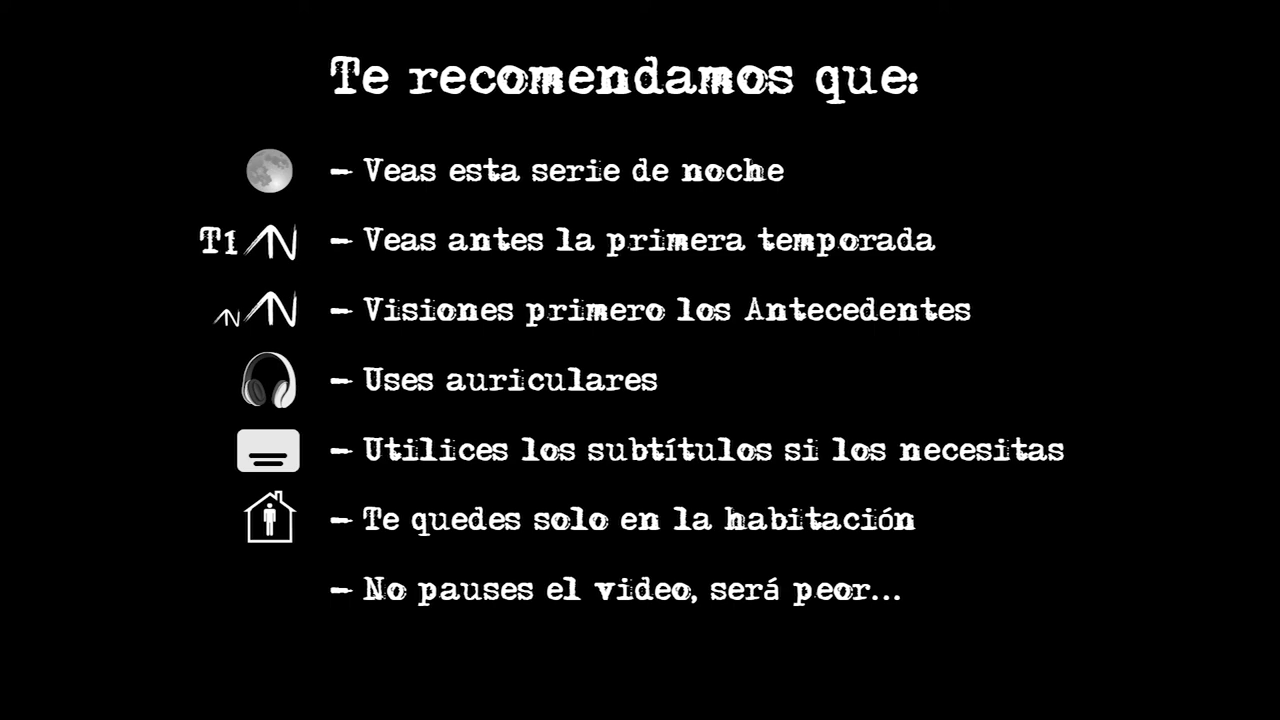 Te recomendamos que:
– Veas esta serie de noche
T1 – Veas antes la primera temporada
– Visiones primero los Antecedentes
– Uses auriculares
– Utilices los subtítulos si los necesitas
– Te quedes solo en la habitación
– No pauses el video, será peor...